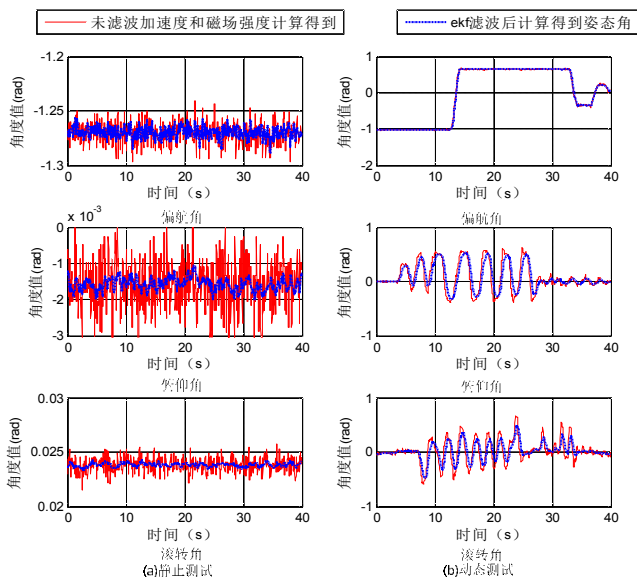 未滤波加速度和磁场强度计算得到 ekf滤波后计算得到姿态角
-1.2 1
-1.25 0
-1
-1.3 -2
角度值(rad) 角度值(rad)
0 10 20 30 40 0 10 20 30 40
时间（s） 时间（s）
偏航角 偏航角
x 10-3
0 1
-1 0
-2
-3 -1
角度值(rad) 角度值(rad)
0 10 20 30 40 0 10 20 30 40
时间（s） 时间（s）
俯仰角 俯仰角
0.03 1
0.025 0
0.02 -1
角度值(rad) 角度值(rad)
0 10 20 30 40 0 10 20 30 40
时间（s） 时间（s）
滚转角 滚转角
(a)静止测试 (b)动态测试